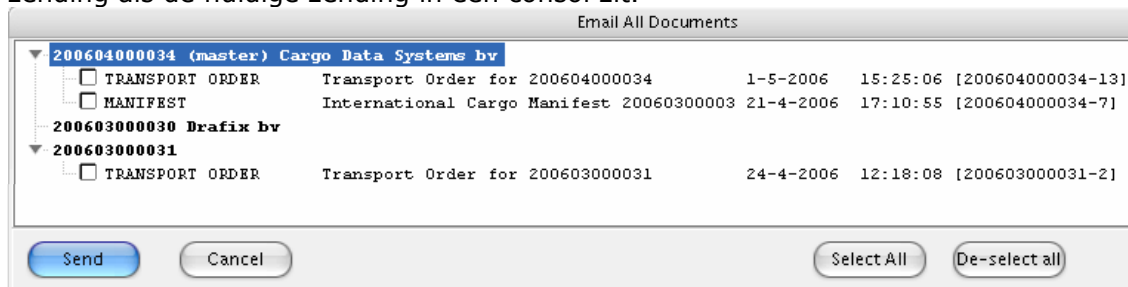 zending als de huidige zending in een consol zit.
Email All Documents
200604000034 (master) Cargo Data Systems bv
TRANSPORT ORDER Transport Order for 200604000034 1-5-2006 15:25:06 [200604000034-13]
MANIFEST International Cargo Manifest 20060300003 21-4-2006 17:10:55 [200604000034-7]
200603000030 Drafix bv
200603000031
TRANSPORT ORDER Transport Order for 200603000031 24-4-2006 12:18:08 [200603000031-2]
Send Cancel Select All De-select all